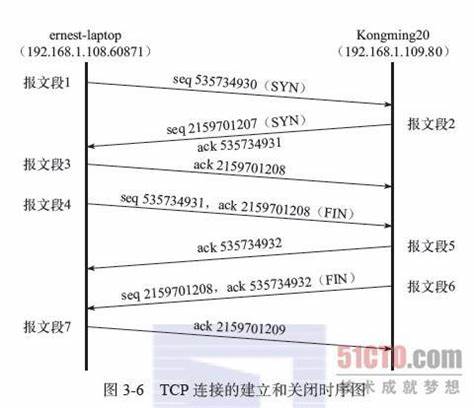 ernest-laptop
（192.168.1.108.60871）
Kongming20
（192.168.1.109.80）
报文段1
seq 535734930（SYN）
seq 2159701207（SYN）
报文段2
ack 535734931
报文段3
ack 2159701208
报文段4
seq 535734931，ack 2159701208（FIN）
ack 535734932
报文段5
seq 2159701208，ack 535734932（FIN）
报文段6
报文段7
ack 2159701209
51CTO.com
技术成就梦想
图 3-6 TCP 连接的建立和关闭时序图